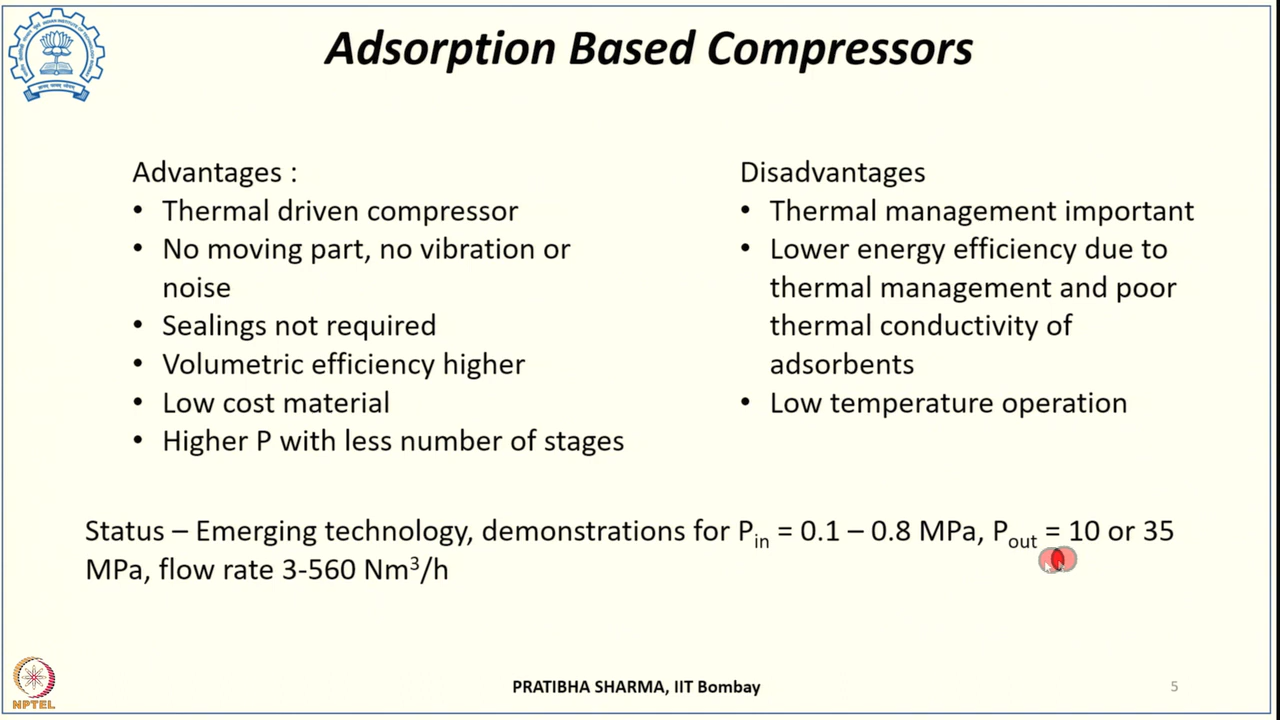 Adsorption Based Compressors
Advantages :
• Thermal driven compressor
• No moving part, no vibration or
noise
• Sealings not required
• Volumetric efficiency higher
• Low cost material
• Higher P with less number of stages
Disadvantages
• Thermal management important
• Lower energy efficiency due to
thermal management and poor
thermal conductivity of
adsorbents
• Low temperature operation
Status – Emerging technology, demonstrations for Pin = 0.1 – 0.8 MPa, Pout = 10 or 35
MPa, flow rate 3-560 Nm³/h
NPTEL
PRATIBHA SHARMA, IIT Bombay
5